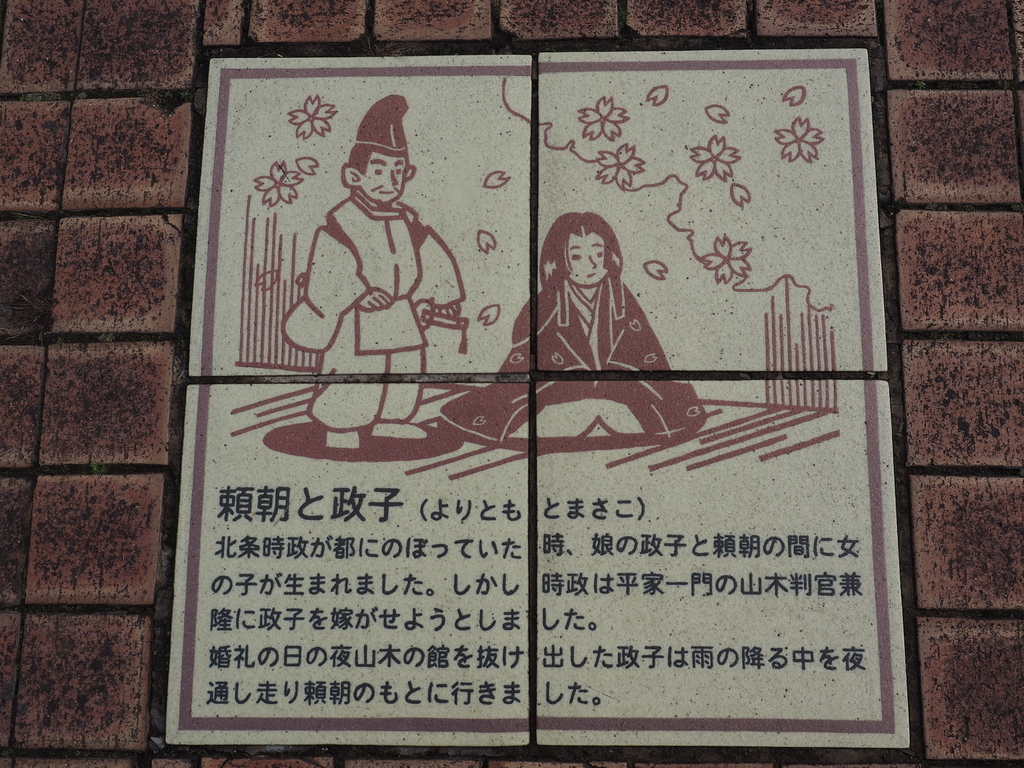 頼朝と政子（よりともとまさこ）
北条時政が都にのぼっていた時、娘の政子と頼朝の間に女
の子が生まれました。しかし時政は平家一門の山木判官兼
隆に政子を嫁がせようとしました。
婚礼の日の夜山木の館を抜け出した政子は雨の降る中を夜
通し走り頼朝のもとに行きました。